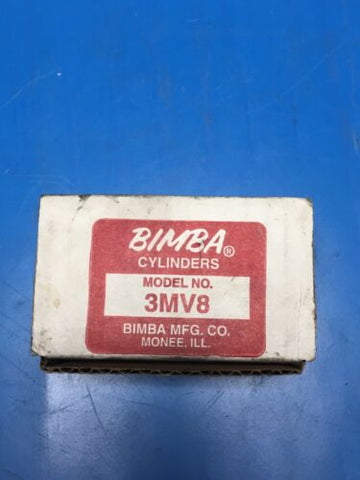 BIMBA®
CYLINDERS
MODEL NO.
3MV8
BIMBA MFG. CO.
MONEE, ILL.